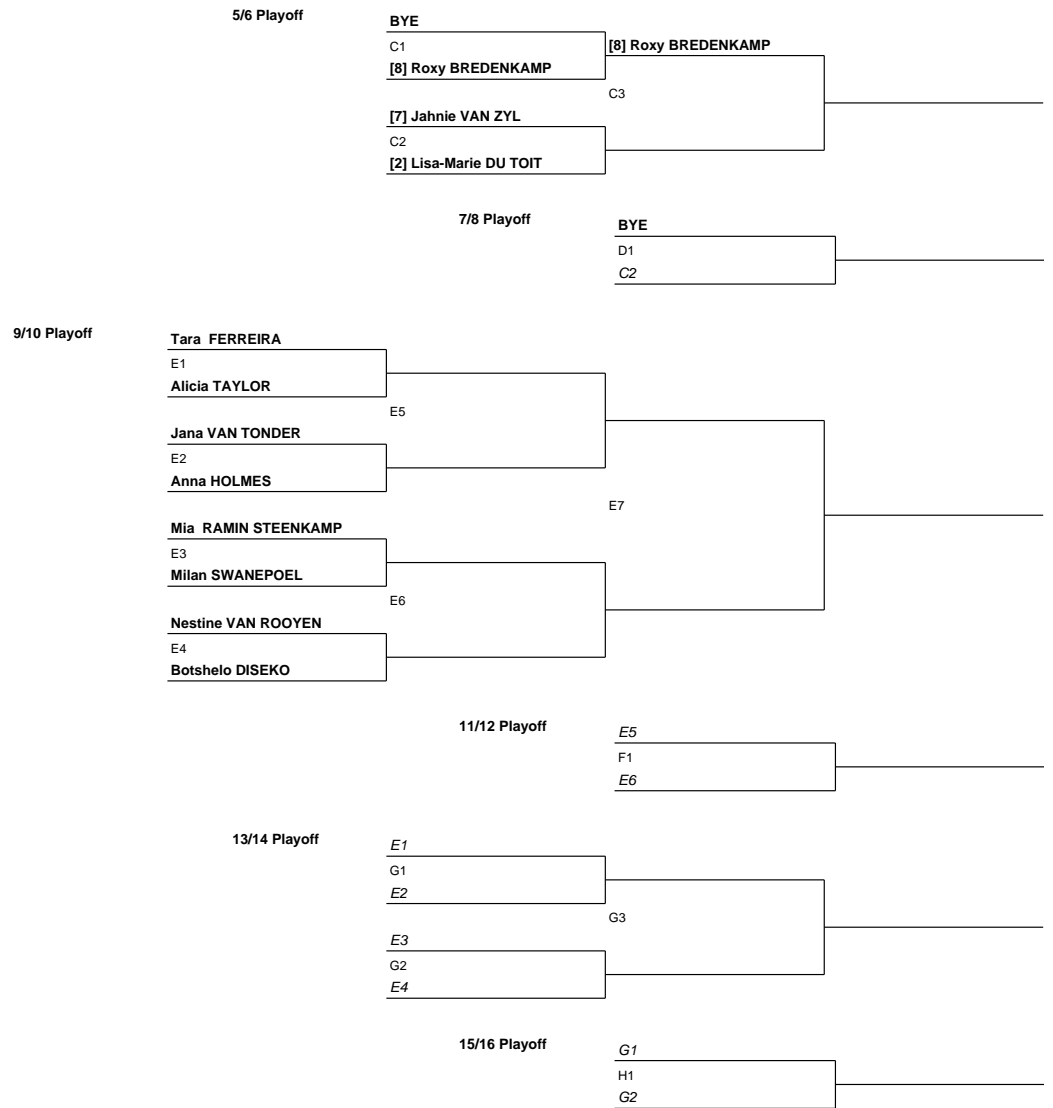 5/6 Playoff
BYE
C1
[8] Roxy BREDENKAMP
[8] Roxy BREDENKAMP
C3
[7] Jahnie VAN ZYL
C2
[2] Lisa-Marie DU TOIT
7/8 Playoff
BYE
D1
C2
9/10 Playoff
Tara FERREIRA
E1
Alicia TAYLOR
E5
Jana VAN TONDER
E2
Anna HOLMES
E7
Mia RAMIN STEENKAMP
E3
Milan SWANEPOEL
E6
Nestine VAN ROOYEN
E4
Botshelo DISEKO
11/12 Playoff
E5
F1
E6
13/14 Playoff
E1
G1
E2
G3
E3
G2
E4
15/16 Playoff
G1
H1
G2